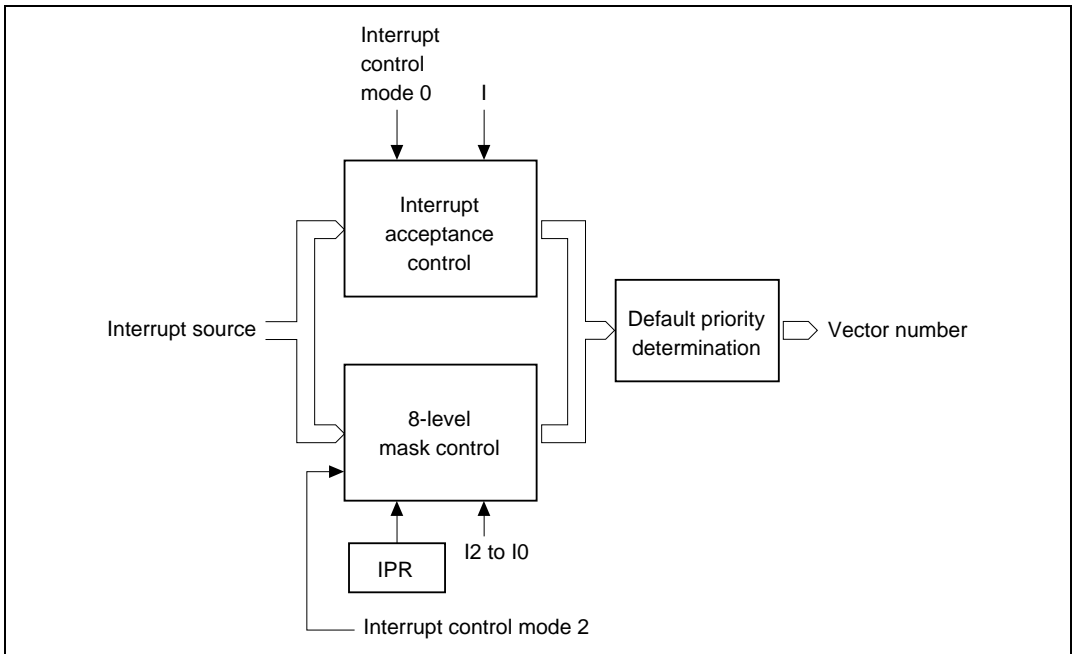 Interrupt
control
mode 0
I
Interrupt
acceptance
control
Interrupt source
Default priority
determination
Vector number
8-level
mask control
IPR
I2 to I0
Interrupt control mode 2